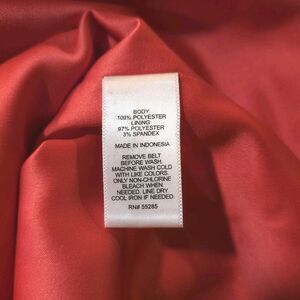 BODY
100% POLYESTER
LINING
97% POLYESTER
3% SPANDEX
MADE IN INDONESIA
REMOVE BELT
BEFORE WASH.
MACHINE WASH COLD
WITH LIKE COLORS.
ONLY NON-CHLORINE
BLEACH WHEN
NEEDED. LINE DRY.
COOL IRON IF NEEDED.
RN# 55285